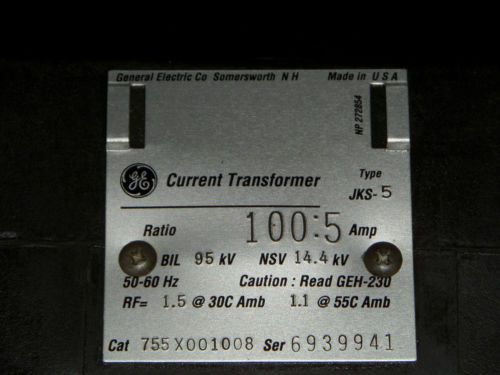 General Electric Co Somersworth N H Made in U S A
NP 272854
GE Current Transformer Type JKS-5
Ratio 100:5 Amp
BIL 95 kV NSV 14.4 kV
50-60 Hz Caution : Read GEH-230
RF= 1.5 @ 30C Amb 1.1 @ 55C Amb
Cat 755X001008 Ser 6939941